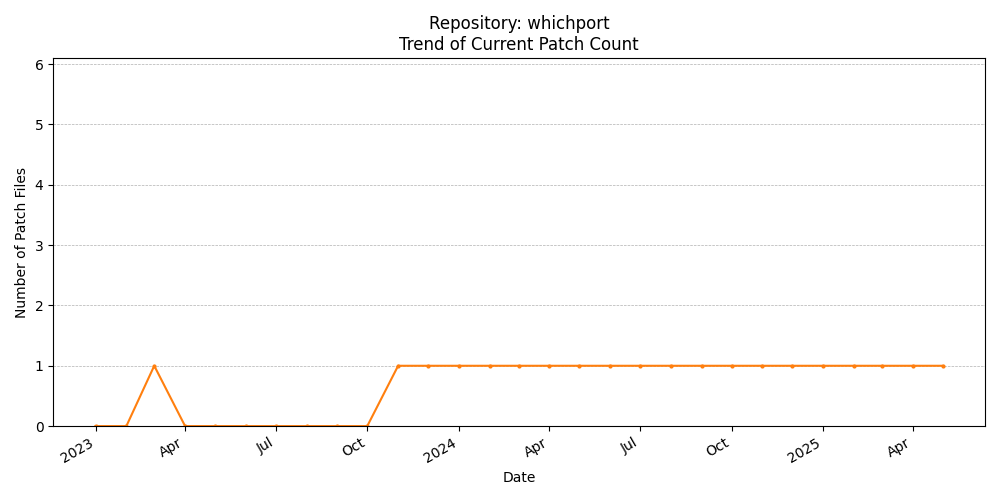 Repository: whichport
Trend of Current Patch Count
6
5
4
3
2
1
0
Number of Patch Files
2023
Apr
Jul
Oct
2024
Apr
Jul
Oct
2025
Apr
Date